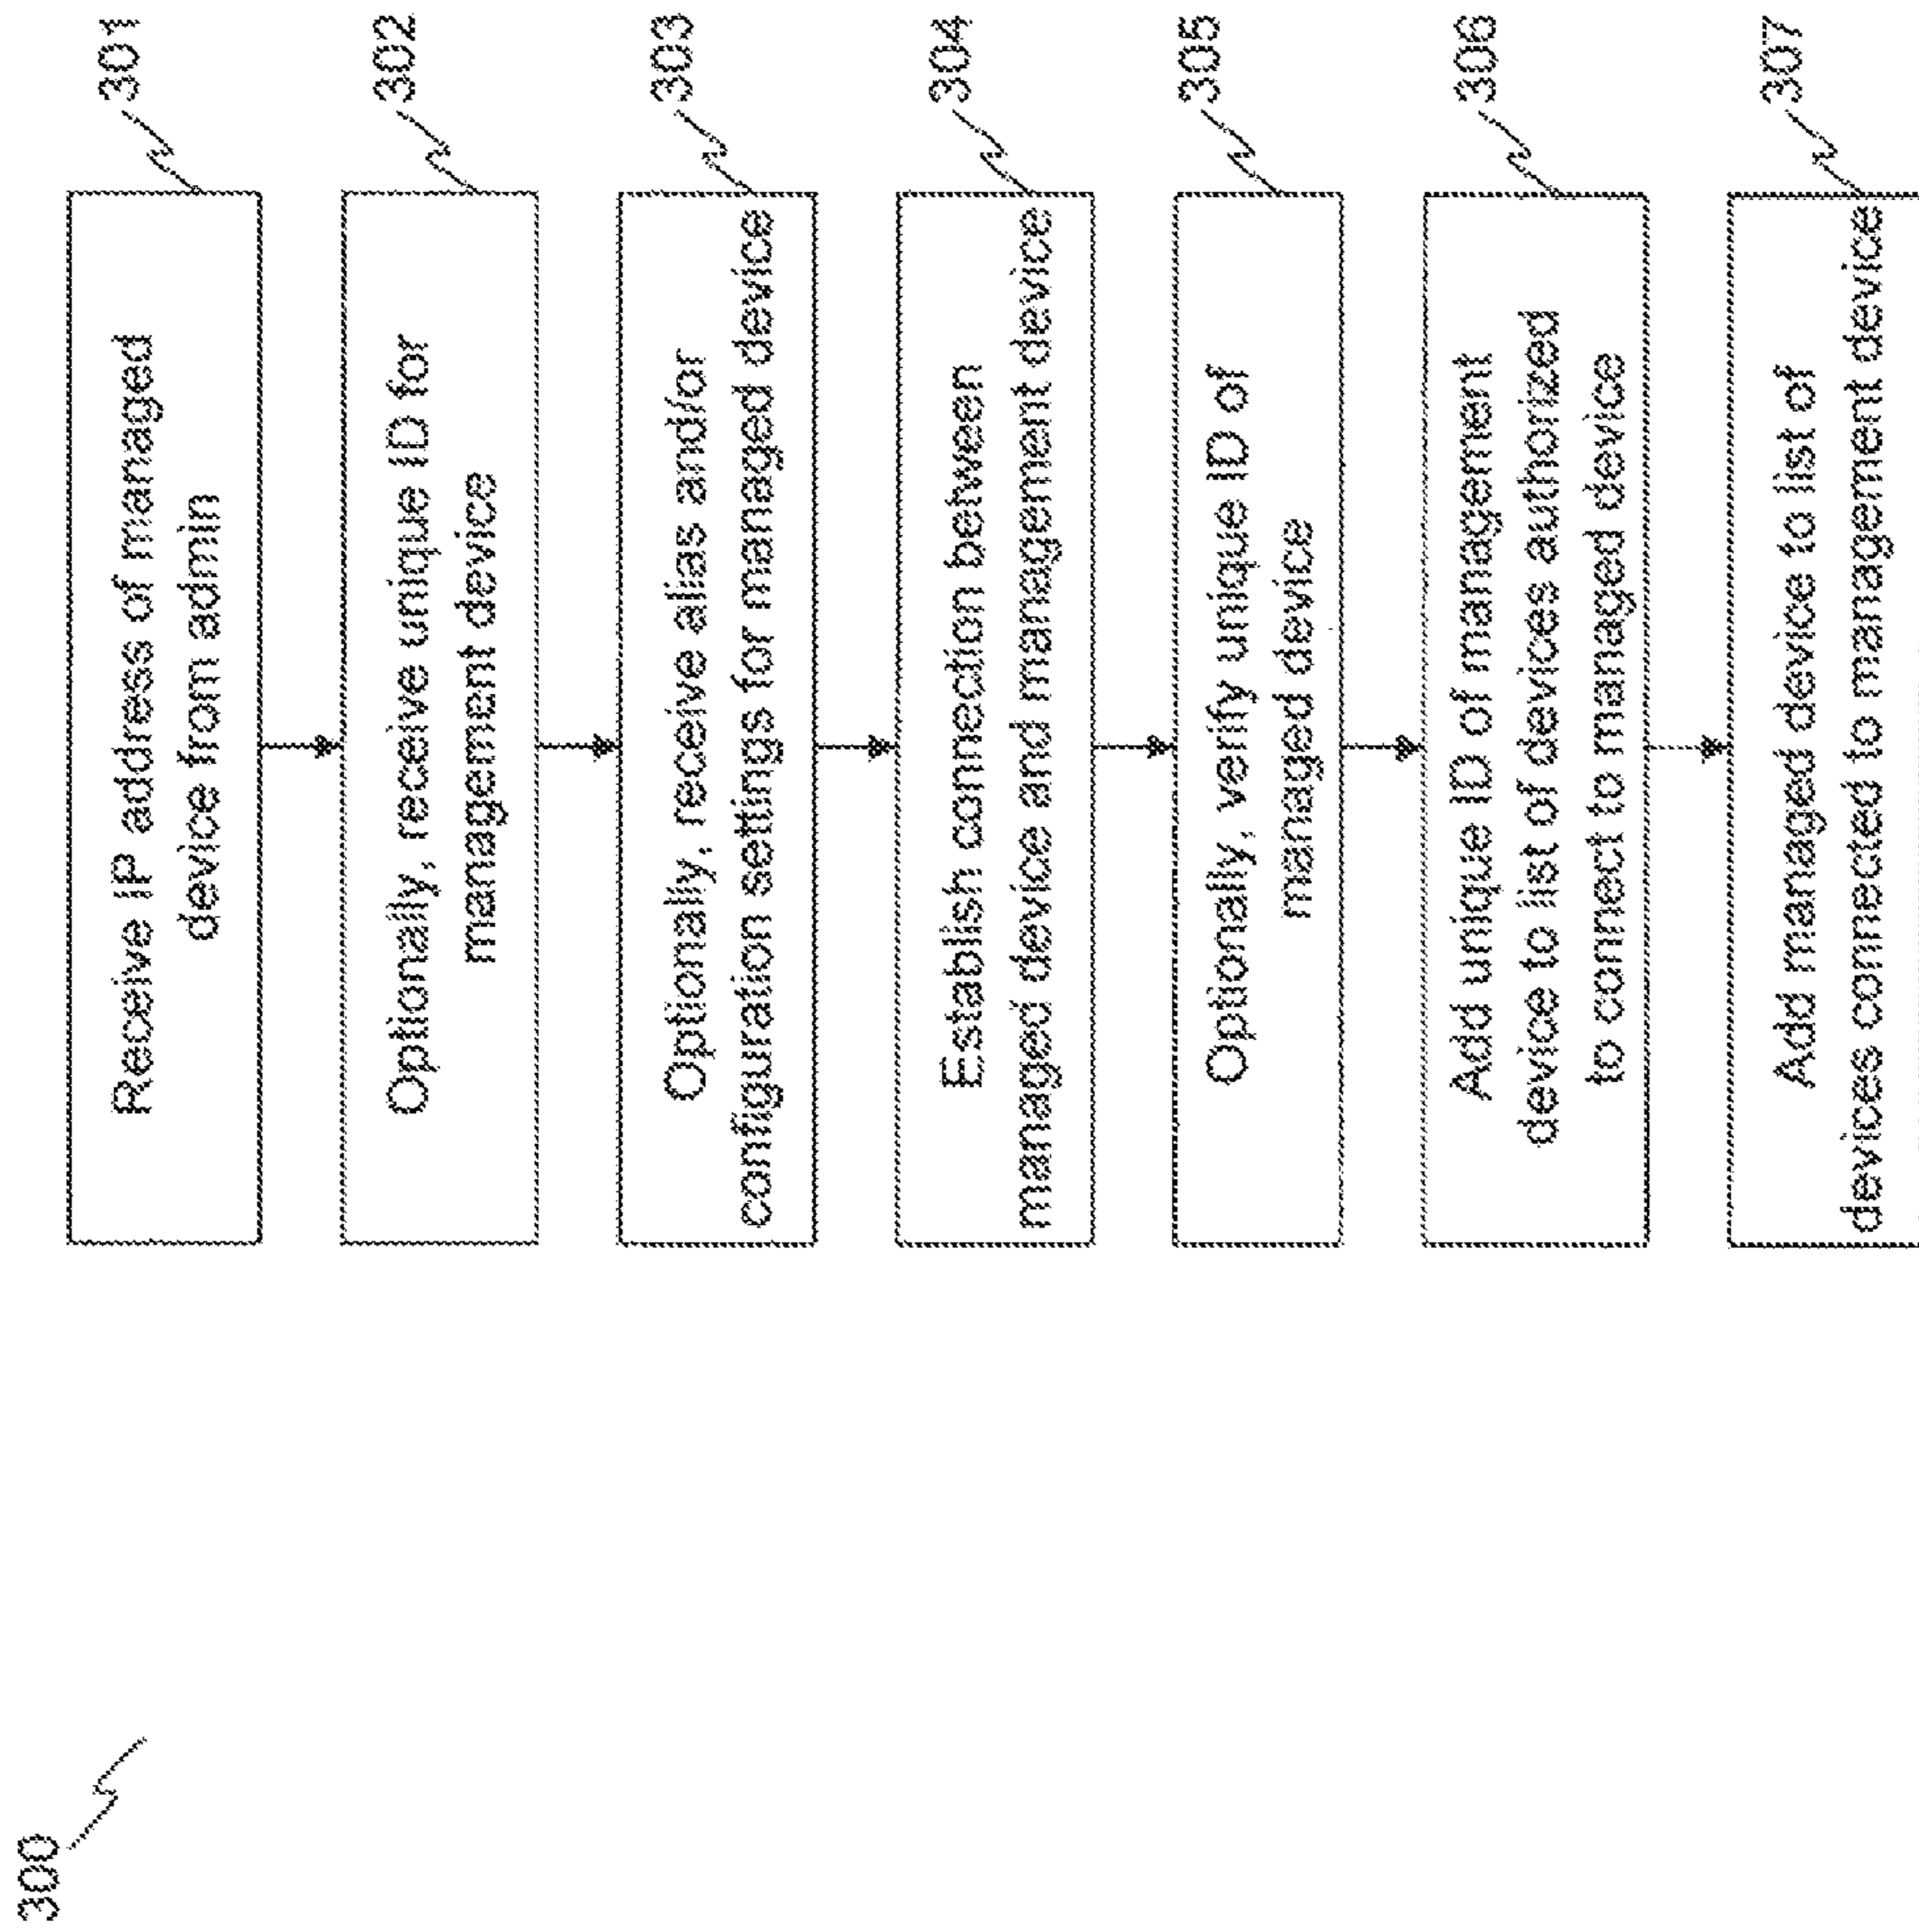 300
Receive IP address of managed
device from admin
301
Optionally, receive unique ID for
management device
302
Optionally, receive alias and/or
configuration settings for managed device
303
Establish connection between
managed device and management device
304
Optionally, verify unique ID of
managed device
305
Add unique ID of management
device to list of devices authorized
to connect to managed device
306
Add managed device to list of
devices connected to management device
307